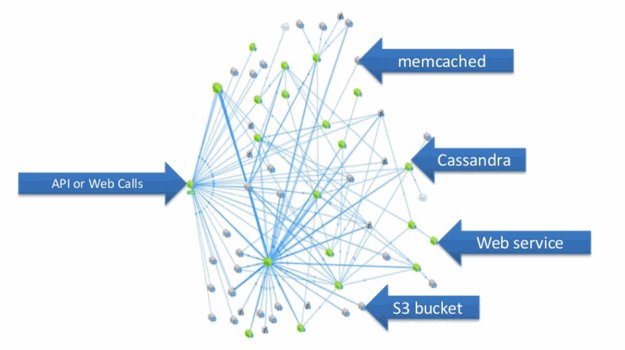 memcached
Cassandra
API or Web Calls
Web service
S3 bucket